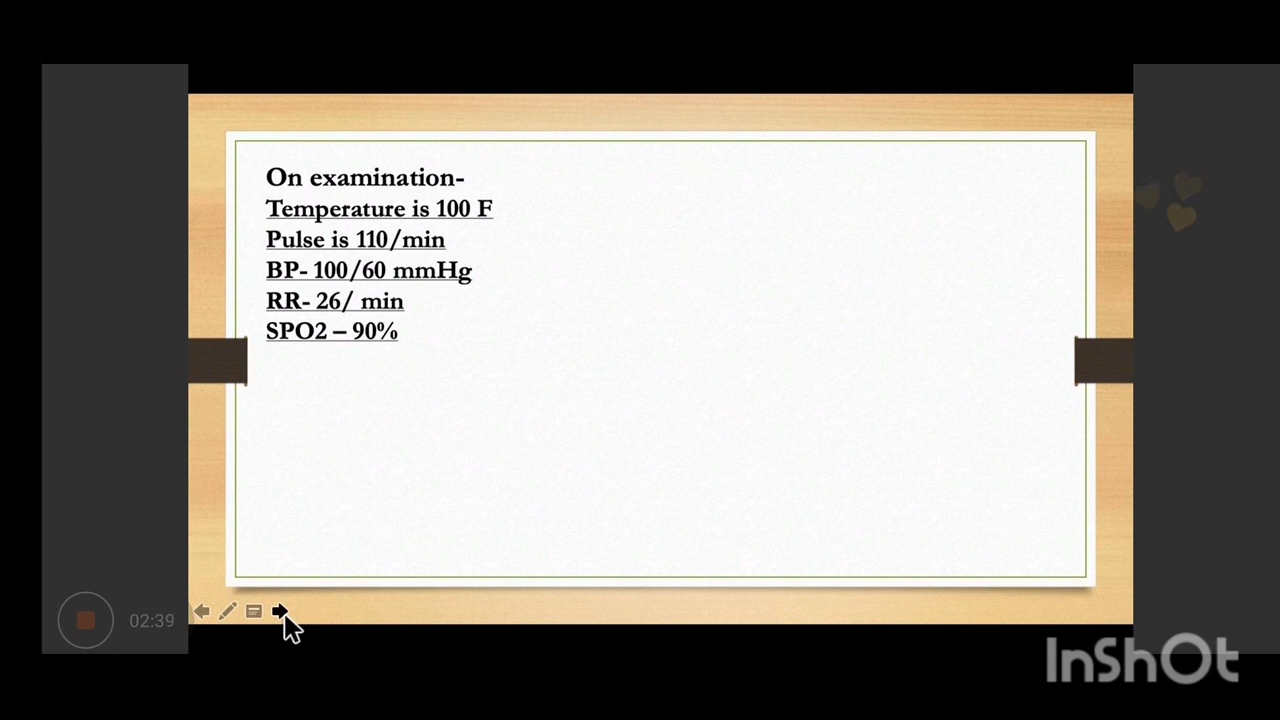 On examination-
Temperature is 100 F
Pulse is 110/min
BP- 100/60 mmHg
RR- 26/ min
SPO2 – 90%
02:39
InShOt